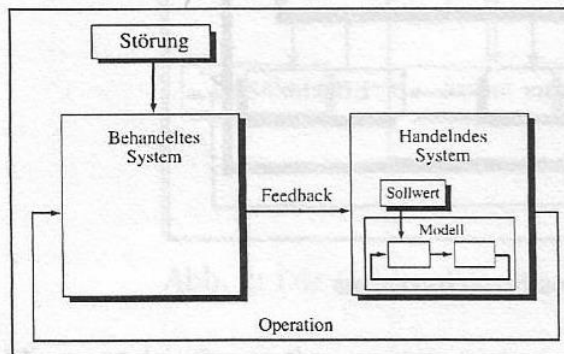 Störung
Behandeltes
System
Handelndes
System
Feedback
Sollwert
Modell
Operation